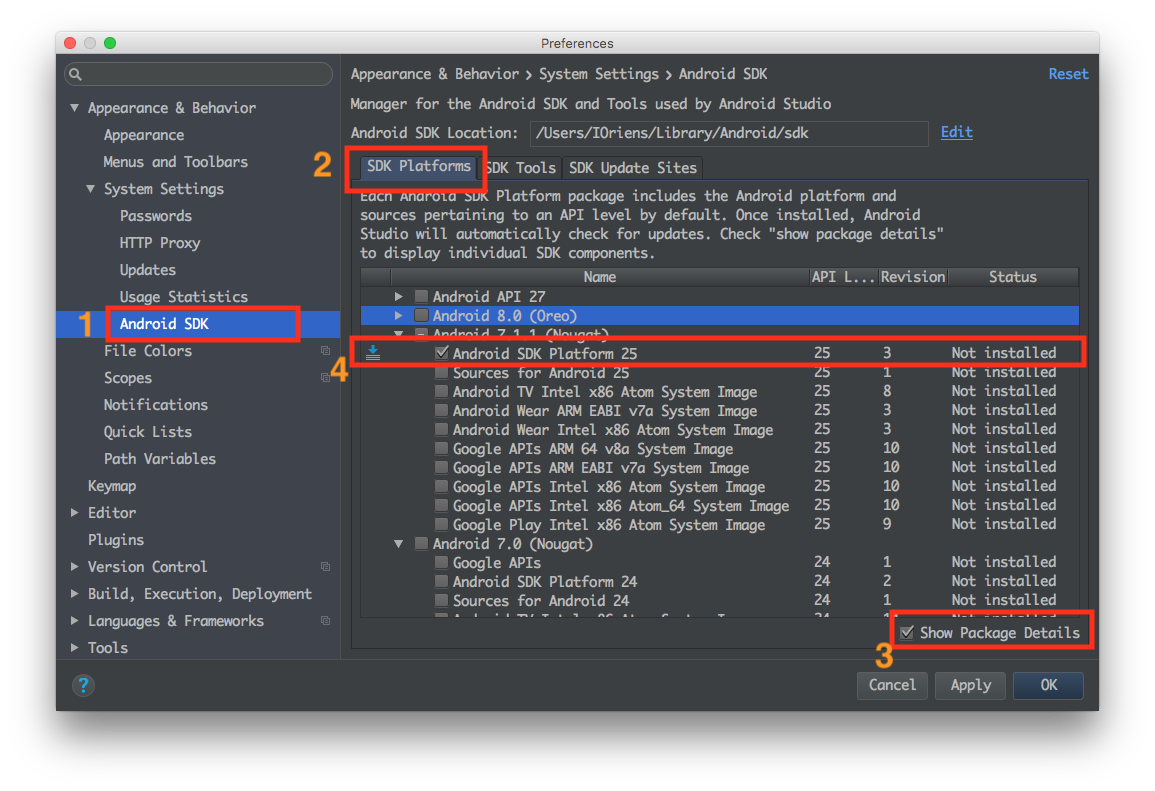 Preferences
Appearance & Behavior
Appearance
Menus and Toolbars
System Settings
Passwords
HTTP Proxy
Updates
Usage Statistics
1 Android SDK
File Colors
Scopes
Notifications
Quick Lists
Path Variables
Keymap
Editor
Plugins
Version Control
Build, Execution, Deployment
Languages & Frameworks
Tools
?
Appearance & Behavior › System Settings › Android SDK Reset
Manager for the Android SDK and Tools used by Android Studio
Android SDK Location: /Users/IOriens/Library/Android/sdk Edit
2 SDK Platforms SDK Tools SDK Update Sites
Each Android SDK Platform package includes the Android platform and
sources pertaining to an API level by default. Once installed, Android
Studio will automatically check for updates. Check "show package details"
to display individual SDK components.
Name API L... Revision Status
Android API 27
Android 8.0 (Oreo)
Android 7.1.1 (Nougat)
4 Android SDK Platform 25 25 3 Not installed
Sources for Android 25 25 1 Not installed
Android TV Intel x86 Atom System Image 25 8 Not installed
Android Wear ARM EABI v7a System Image 25 3 Not installed
Android Wear Intel x86 Atom System Image 25 3 Not installed
Google APIs ARM 64 v8a System Image 25 10 Not installed
Google APIs ARM EABI v7a System Image 25 10 Not installed
Google APIs Intel x86 Atom System Image 25 10 Not installed
Google APIs Intel x86 Atom_64 System Image 25 10 Not installed
Google Play Intel x86 Atom System Image 25 9 Not installed
Android 7.0 (Nougat)
Google APIs 24 1 Not installed
Android SDK Platform 24 24 2 Not installed
Sources for Android 24 24 1 Not installed
Android TV Intel x86 Atom System Image 24 Not installed
3 Show Package Details
Cancel Apply OK